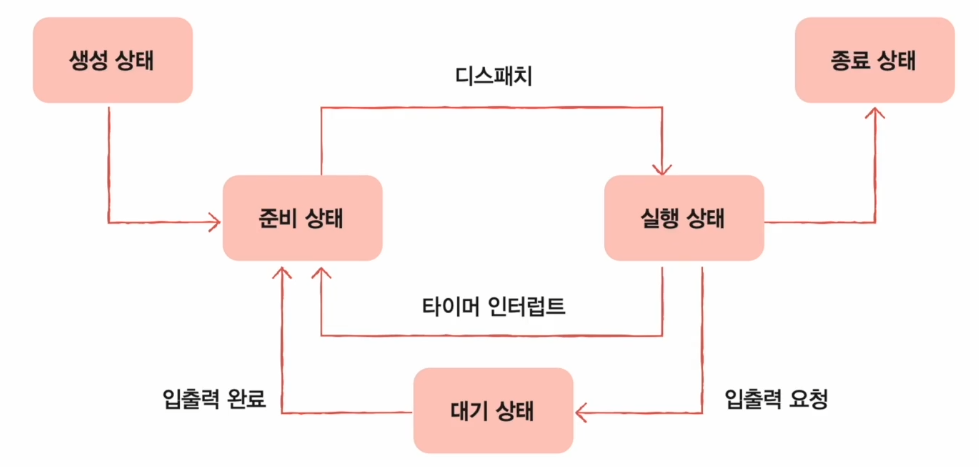 생성 상태
종료 상태
디스패치
준비 상태
실행 상태
타이머 인터럽트
입출력 완료
대기 상태
입출력 요청